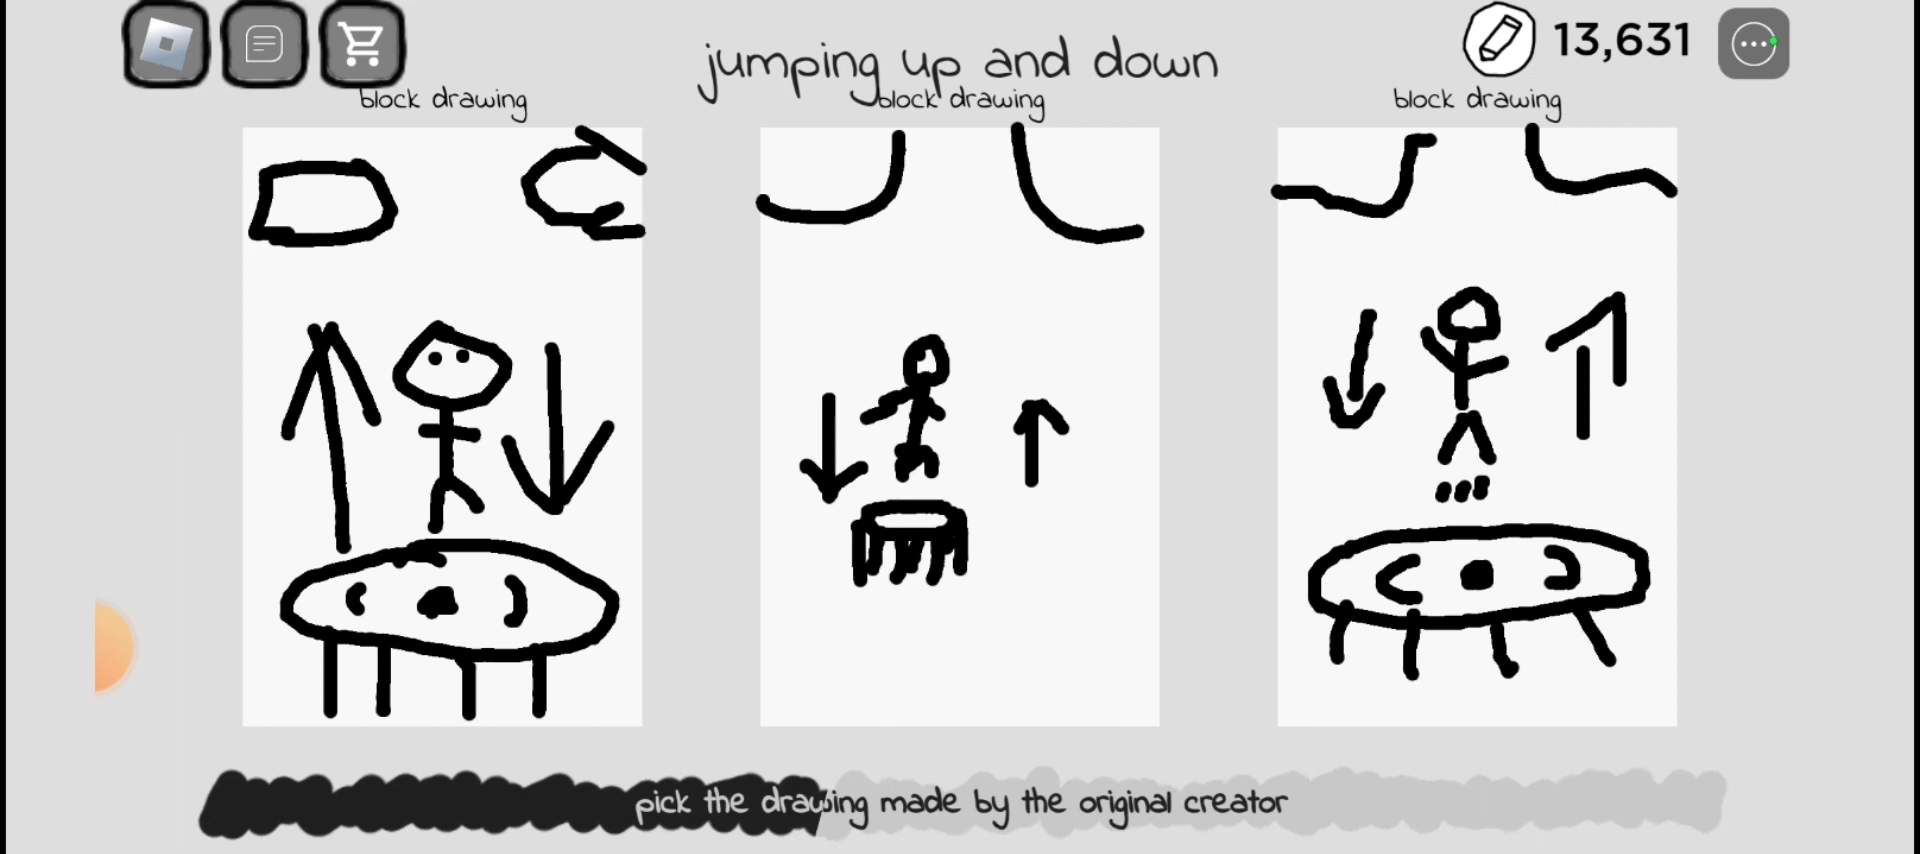 13,631
jumping up and down
block drawing
block drawing
block drawing
pick the drawing made by the original creator